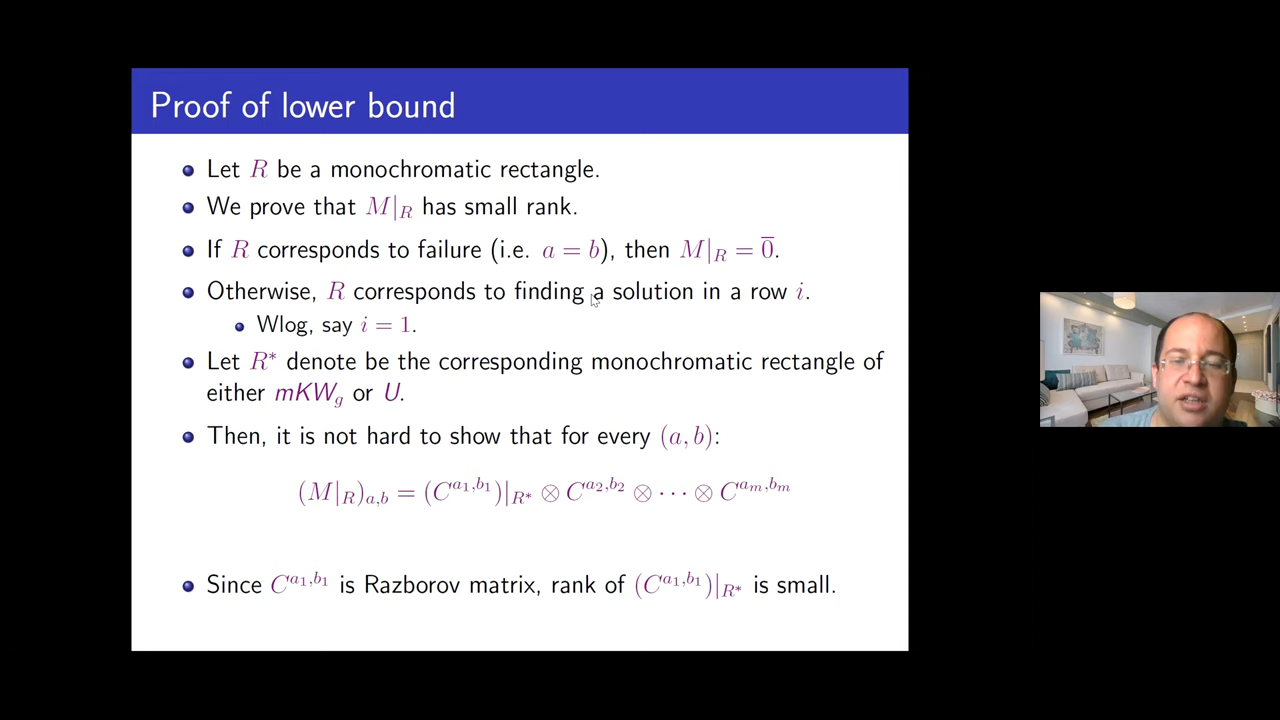 Proof of lower bound
Let R be a monochromatic rectangle.
We prove that M|_R has small rank.
If R corresponds to failure (i.e. a = b), then M|_R = \overline{0}.
Otherwise, R corresponds to finding a solution in a row i.
Wlog, say i = 1.
Let R* denote be the corresponding monochromatic rectangle of
either mKW_g or U.
Then, it is not hard to show that for every (a, b):
(M|_R)_{a,b} = (C^{a_1,b_1})|_{R*} ⊗ C^{a_2,b_2} ⊗ ··· ⊗ C^{a_m,b_m}
Since C^{a_1,b_1} is Razborov matrix, rank of (C^{a_1,b_1})|_{R*} is small.